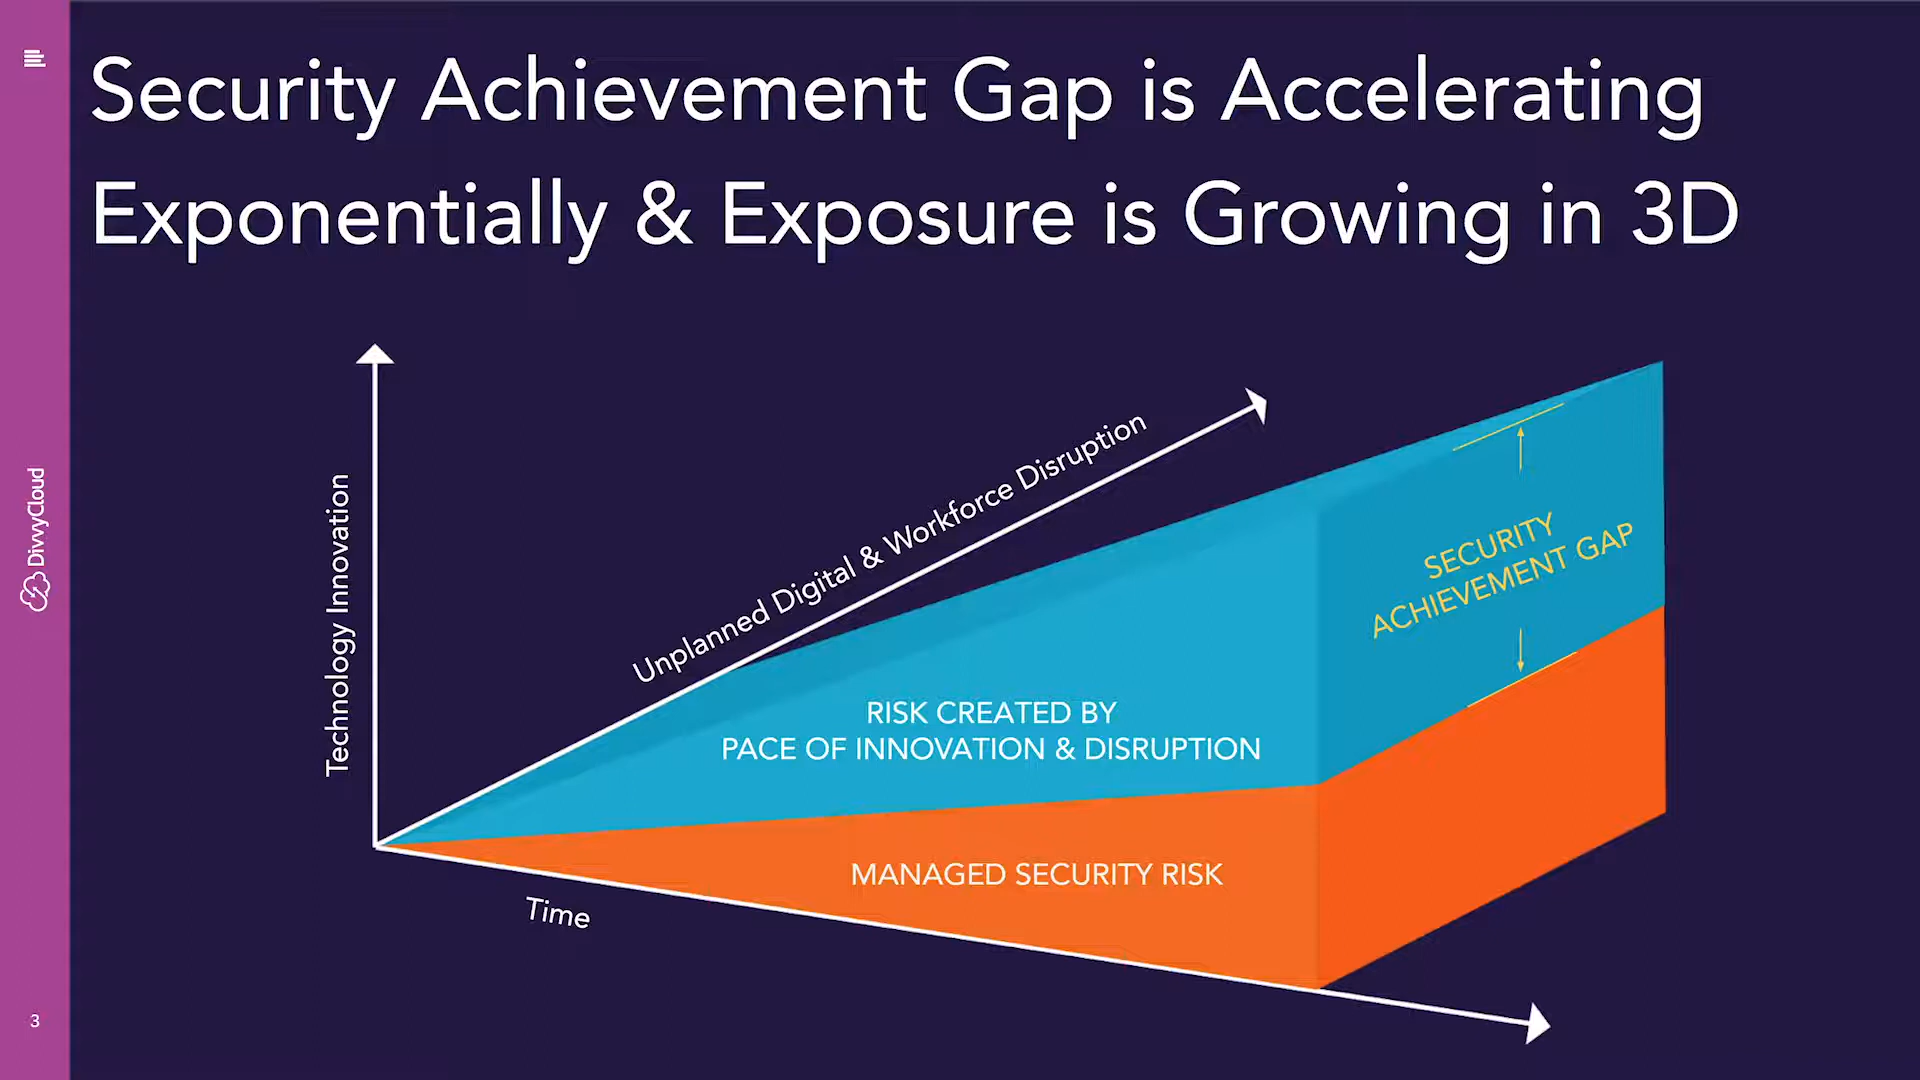 Security Achievement Gap is Accelerating
Exponentially & Exposure is Growing in 3D
Technology Innovation
Unplanned Digital & Workforce Disruption
SECURITY
ACHIEVEMENT GAP
RISK CREATED BY
PACE OF INNOVATION & DISRUPTION
MANAGED SECURITY RISK
Time
DivvyCloud
3